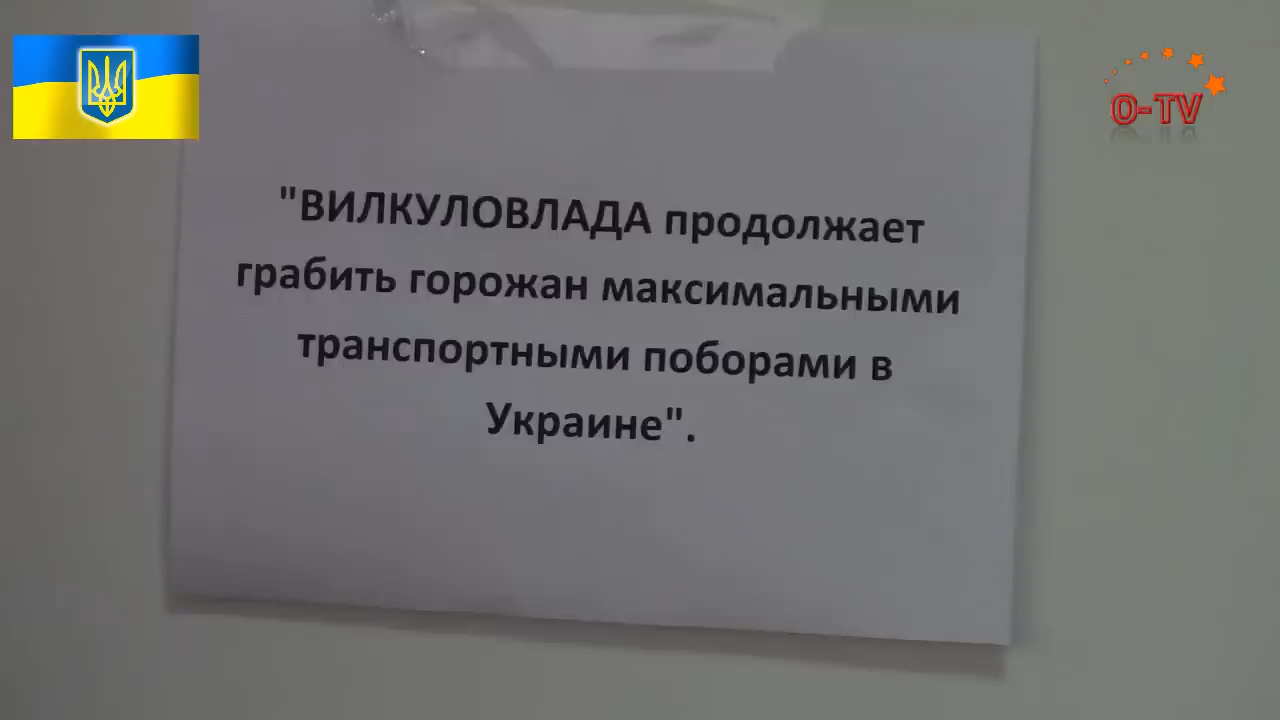 O-TV
"ВИЛКУЛОВЛАДА продолжает
грабить горожан максимальными
транспортными поборами в
Украине".